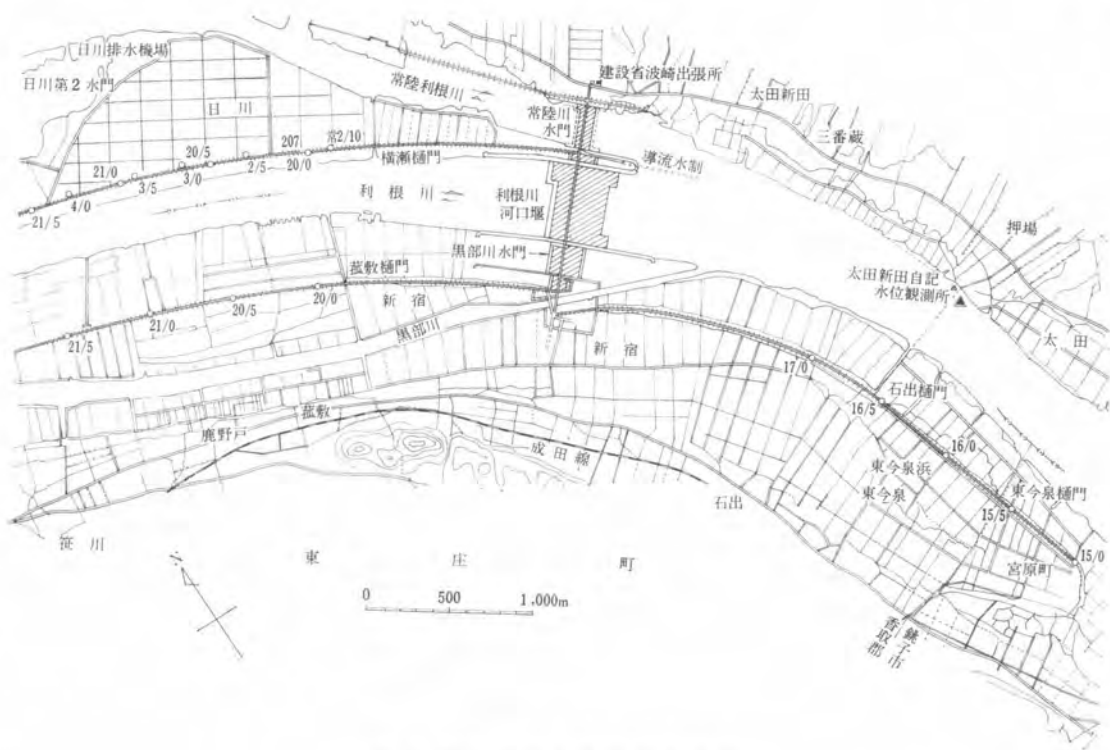 日川排水機場
日川第2水門
日川
常陸利根川
常陸川
水門
建設省波崎出張所
太田新田
三番蔵
押場
太田新田自記
水位観測所
太田
21/5
4/0
21/0
3/5
20/5
3/0
2/5
207
20/0
常2/10
横瀬樋門
導流水制
利根川
利根川
河口堰
黒部川水門
菰敷樋門
新宿
黒部川
21/5
21/0
20/5
20/0
新宿
17/0
16/5
石出樋門
16/0
東今泉浜
東今泉
東今泉樋門
15/5
15/0
宮原町
菰敷
鹿野戸
成田線
石出
笹川
東庄町
銚子市
香取郡
0 500 1,000m